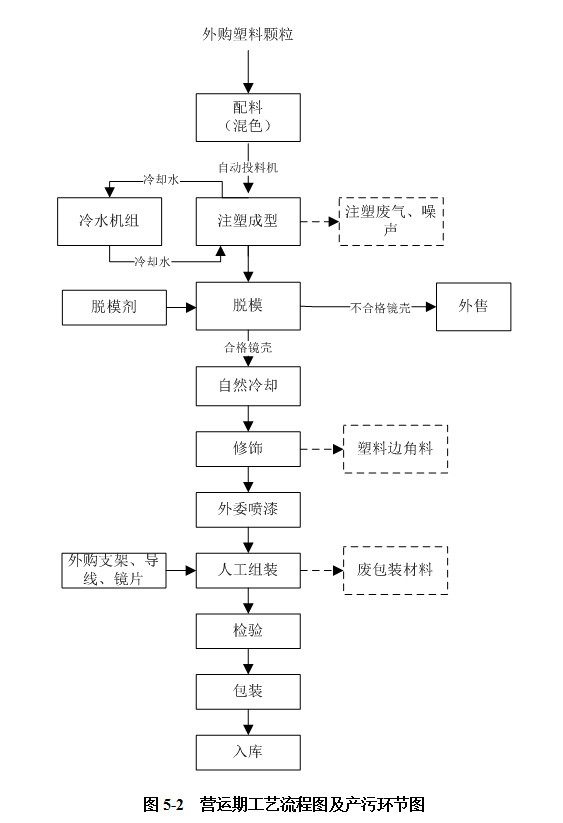 外购塑料颗粒
配料
（混色）
自动投料机
冷却水
冷水机组
注塑成型
注塑废气、噪
声
冷却水
脱模剂
脱模
不合格镜壳
外售
合格镜壳
自然冷却
修饰
塑料边角料
外委喷漆
外购支架、导
线、镜片
人工组装
废包装材料
检验
包装
入库
图 5-2 营运期工艺流程图及产污环节图